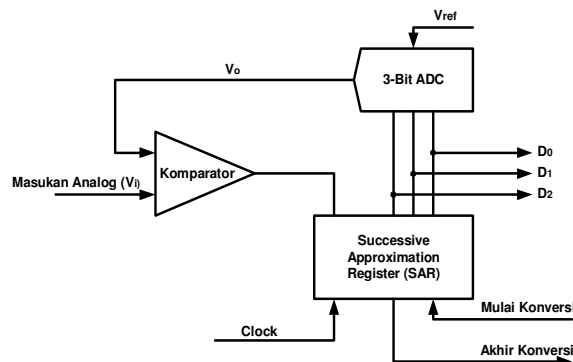 Vref
Vo
3-Bit ADC
Komparator
Masukan Analog (Vi)
D0
D1
D2
Successive
Approximation
Register (SAR)
Mulai Konversi
Clock
Akhir Konversi